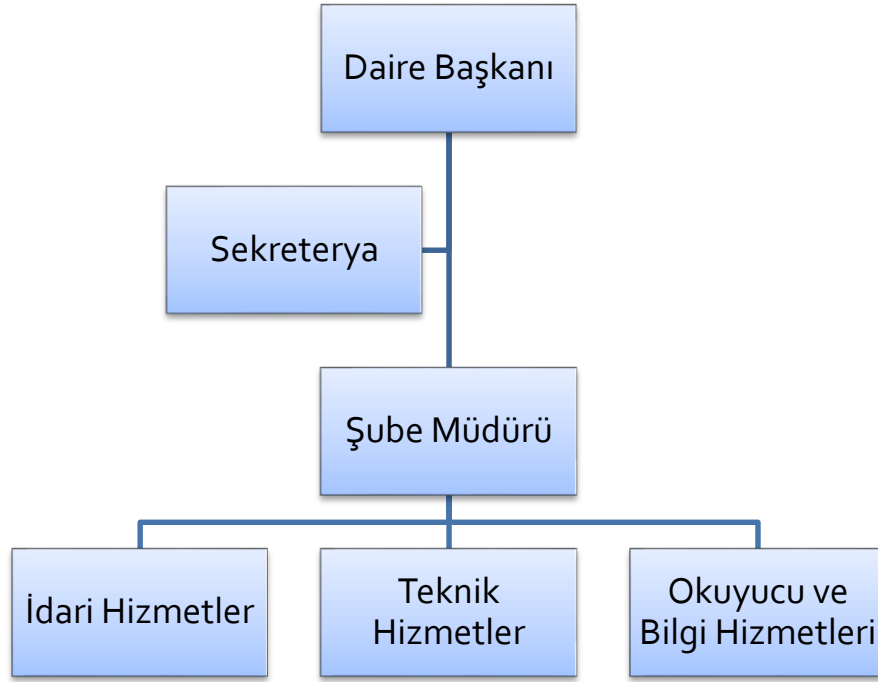 Daire Başkanı
Sekreterya
Şube Müdürü
İdari Hizmetler
Teknik
Hizmetler
Okuyucu ve
Bilgi Hizmetleri